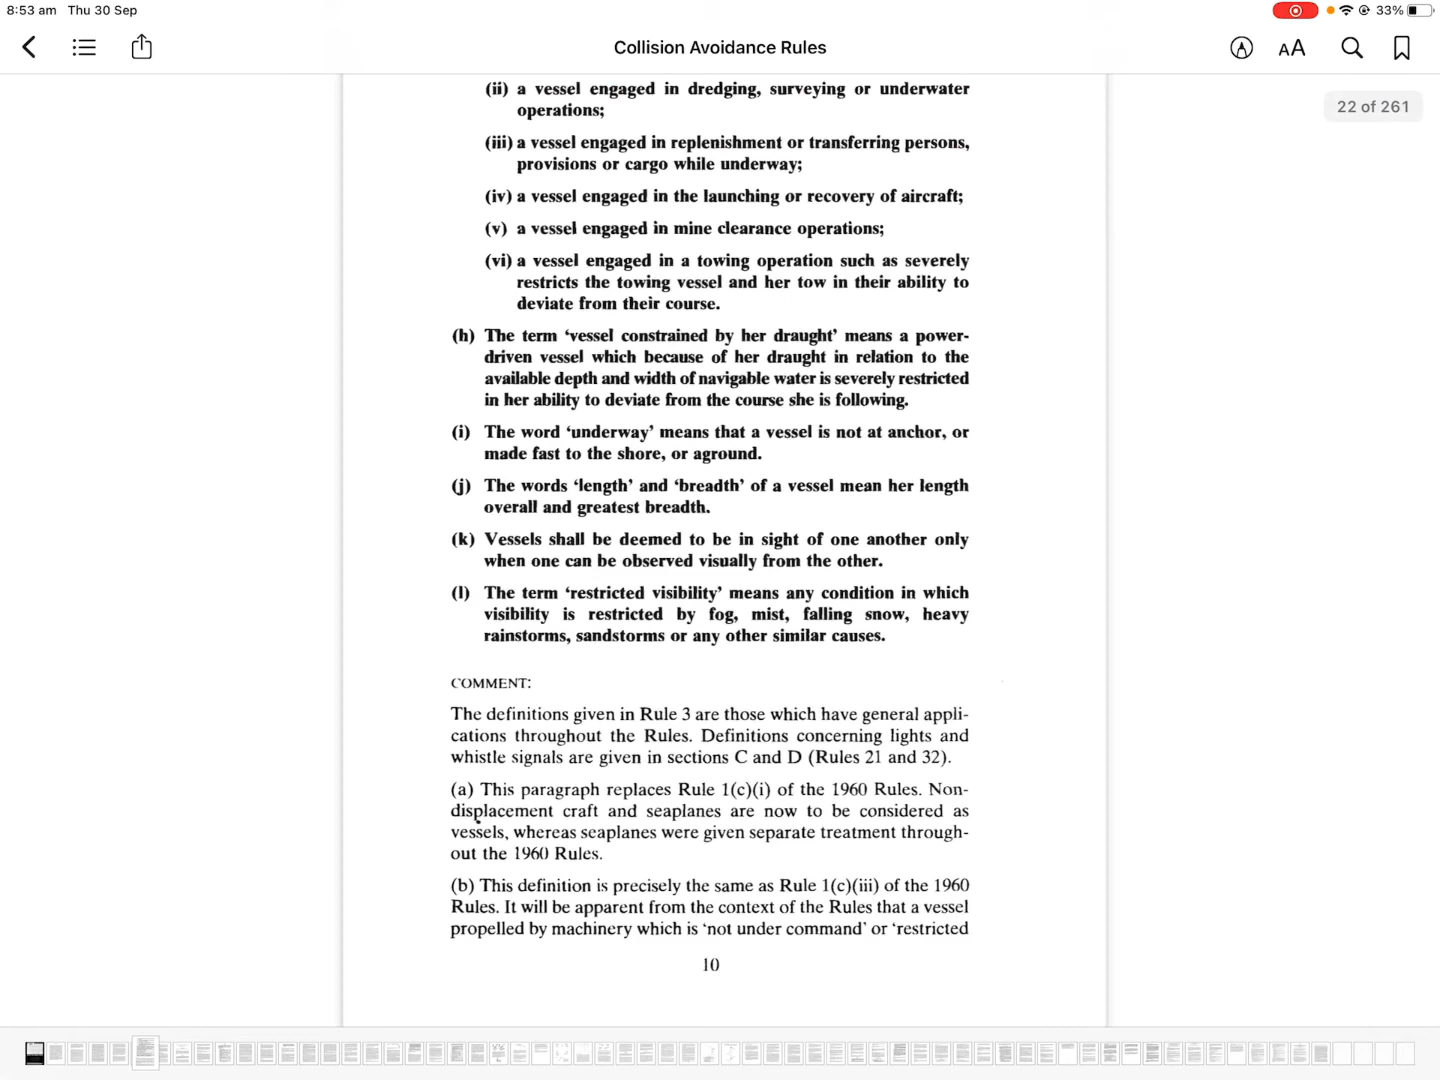 8:53 am Thu 30 Sep
33%
Collision Avoidance Rules
AA
22 of 261
(ii) a vessel engaged in dredging, surveying or underwater
operations;
(iii) a vessel engaged in replenishment or transferring persons,
provisions or cargo while underway;
(iv) a vessel engaged in the launching or recovery of aircraft;
(v) a vessel engaged in mine clearance operations;
(vi) a vessel engaged in a towing operation such as severely
restricts the towing vessel and her tow in their ability to
deviate from their course.
(h) The term ‘vessel constrained by her draught’ means a power-
driven vessel which because of her draught in relation to the
available depth and width of navigable water is severely restricted
in her ability to deviate from the course she is following.
(i) The word ‘underway’ means that a vessel is not at anchor, or
made fast to the shore, or aground.
(j) The words ‘length’ and ‘breadth’ of a vessel mean her length
overall and greatest breadth.
(k) Vessels shall be deemed to be in sight of one another only
when one can be observed visually from the other.
(l) The term ‘restricted visibility’ means any condition in which
visibility is restricted by fog, mist, falling snow, heavy
rainstorms, sandstorms or any other similar causes.
COMMENT:
The definitions given in Rule 3 are those which have general appli-
cations throughout the Rules. Definitions concerning lights and
whistle signals are given in sections C and D (Rules 21 and 32).
(a) This paragraph replaces Rule 1(c)(i) of the 1960 Rules. Non-
displacement craft and seaplanes are now to be considered as
vessels, whereas seaplanes were given separate treatment through-
out the 1960 Rules.
(b) This definition is precisely the same as Rule 1(c)(iii) of the 1960
Rules. It will be apparent from the context of the Rules that a vessel
propelled by machinery which is ‘not under command’ or ‘restricted
10